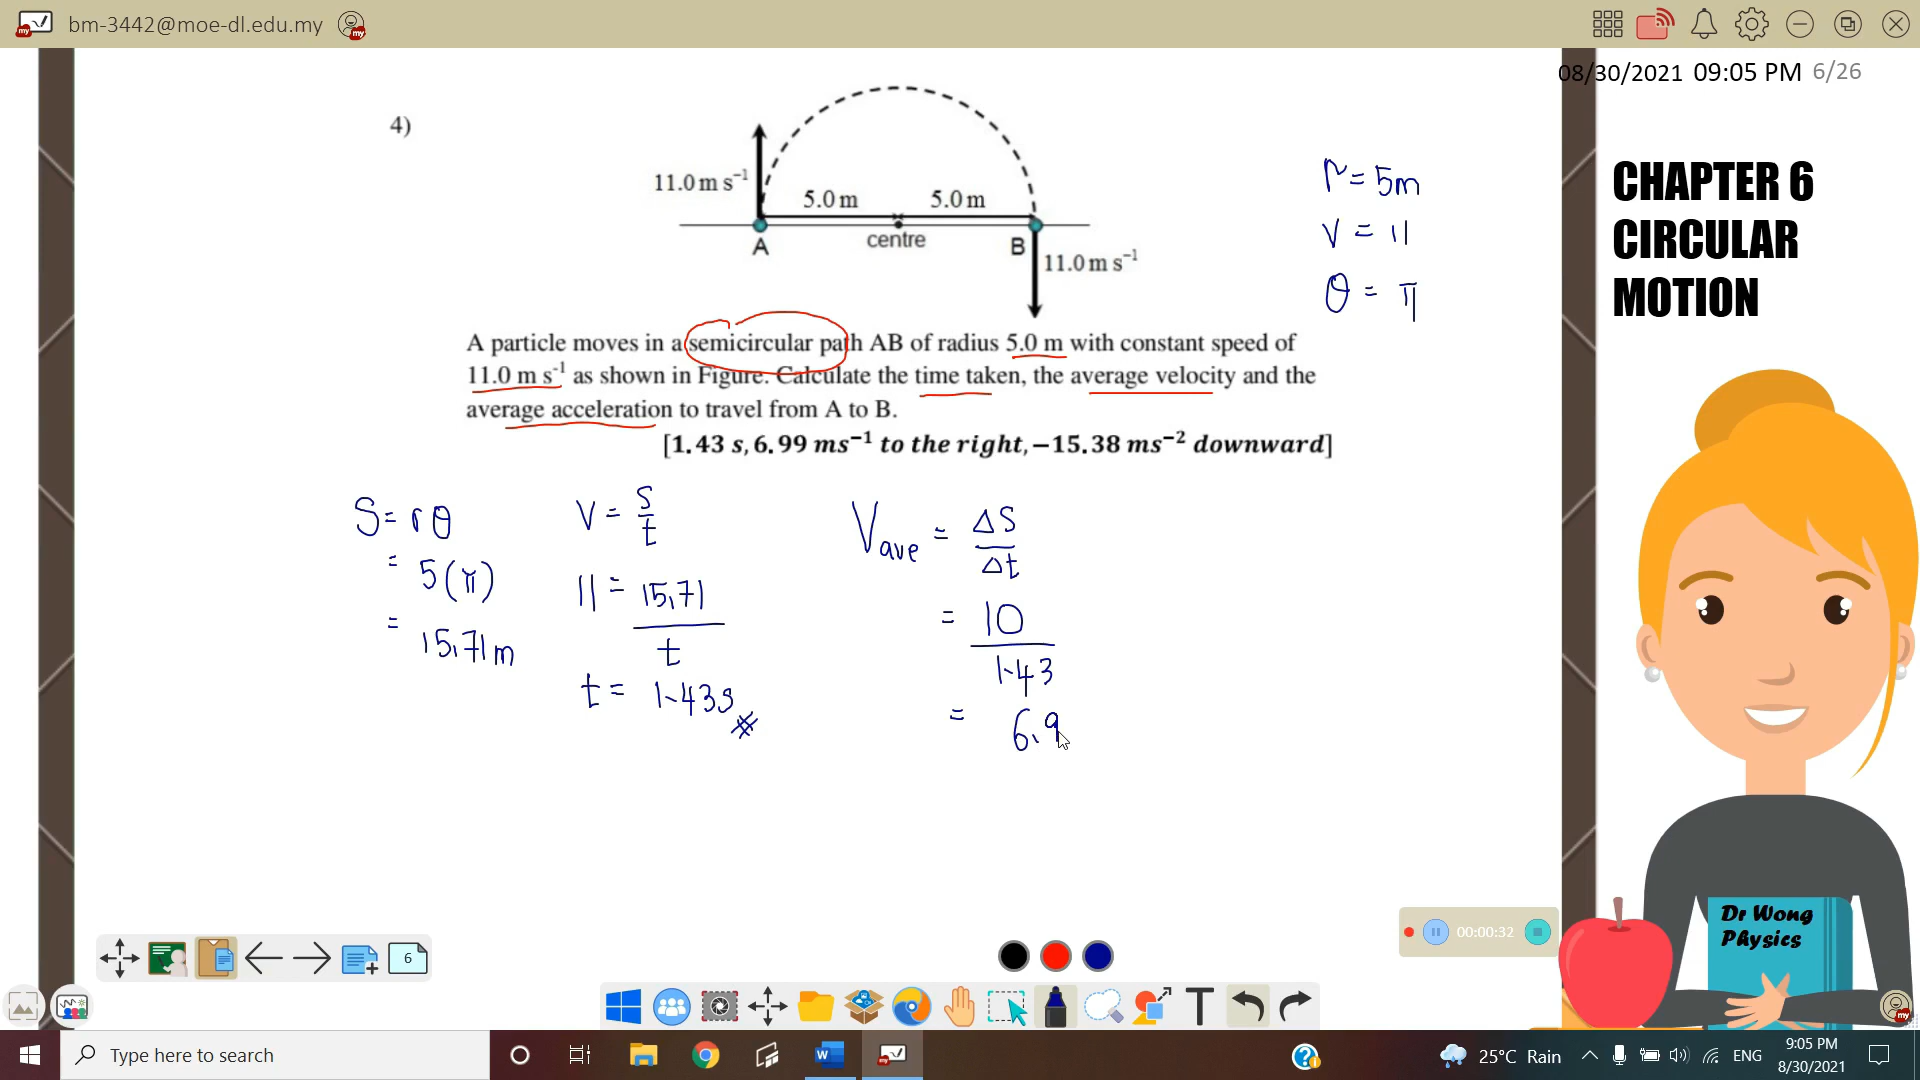 bm-3442@moe-dl.edu.my
08/30/2021 09:05 PM 6/26
4)
11.0 m s⁻¹
5.0 m 5.0 m
A centre B
11.0 m s⁻¹
r = 5m
v = 11
θ = π
CHAPTER 6
CIRCULAR
MOTION
A particle moves in a semicircular path AB of radius 5.0 m with constant speed of
11.0 m s⁻¹ as shown in Figure. Calculate the time taken, the average velocity and the
average acceleration to travel from A to B.
[1.43 s, 6.99 ms⁻¹ to the right, −15.38 ms⁻² downward]
S = rθ
= 5(π)
= 15.71m
v = s/t
11 = 15.71/t
t = 1.43s
Vave = Δs/Δt
= 10/1.43
= 6.9
Dr Wong
Physics
00:00:32
6
T
Type here to search
W
25°C Rain
ENG
9:05 PM
8/30/2021